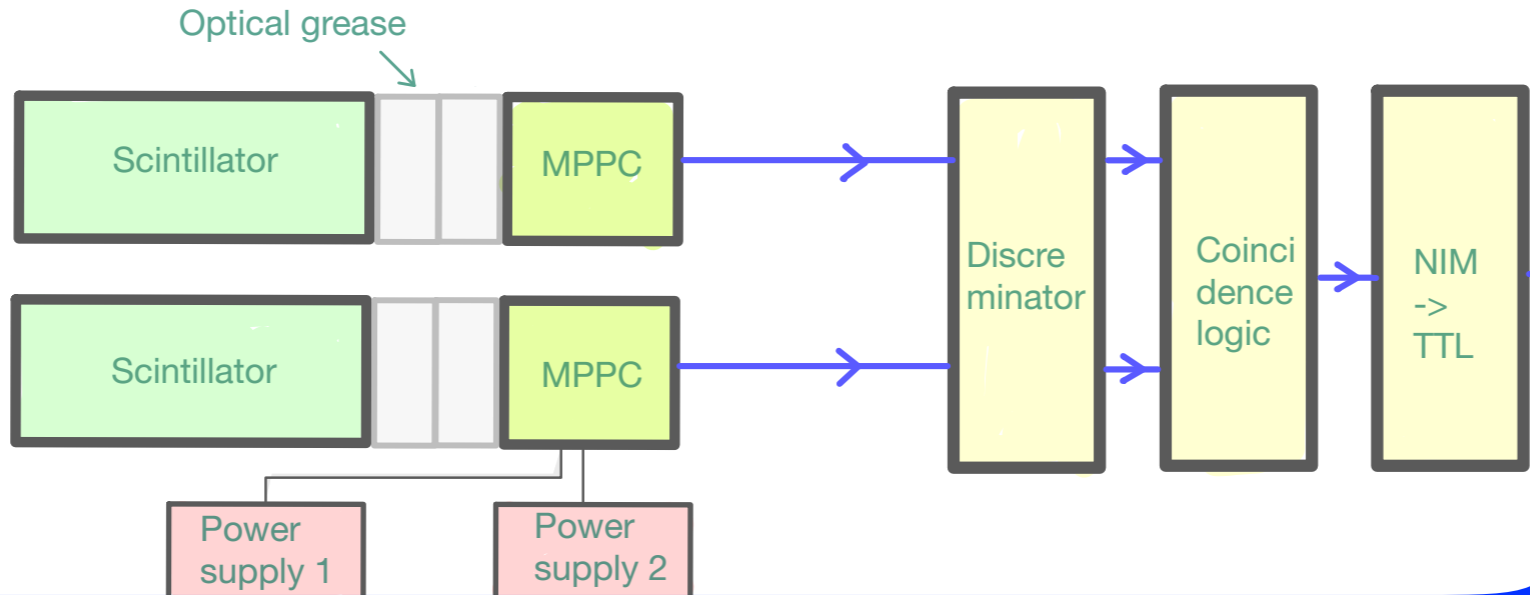 Optical grease
Scintillator
MPPC
Scintillator
MPPC
Discre
minator
Coinci
dence
logic
NIM
->
TTL
Power
supply 1
Power
supply 2